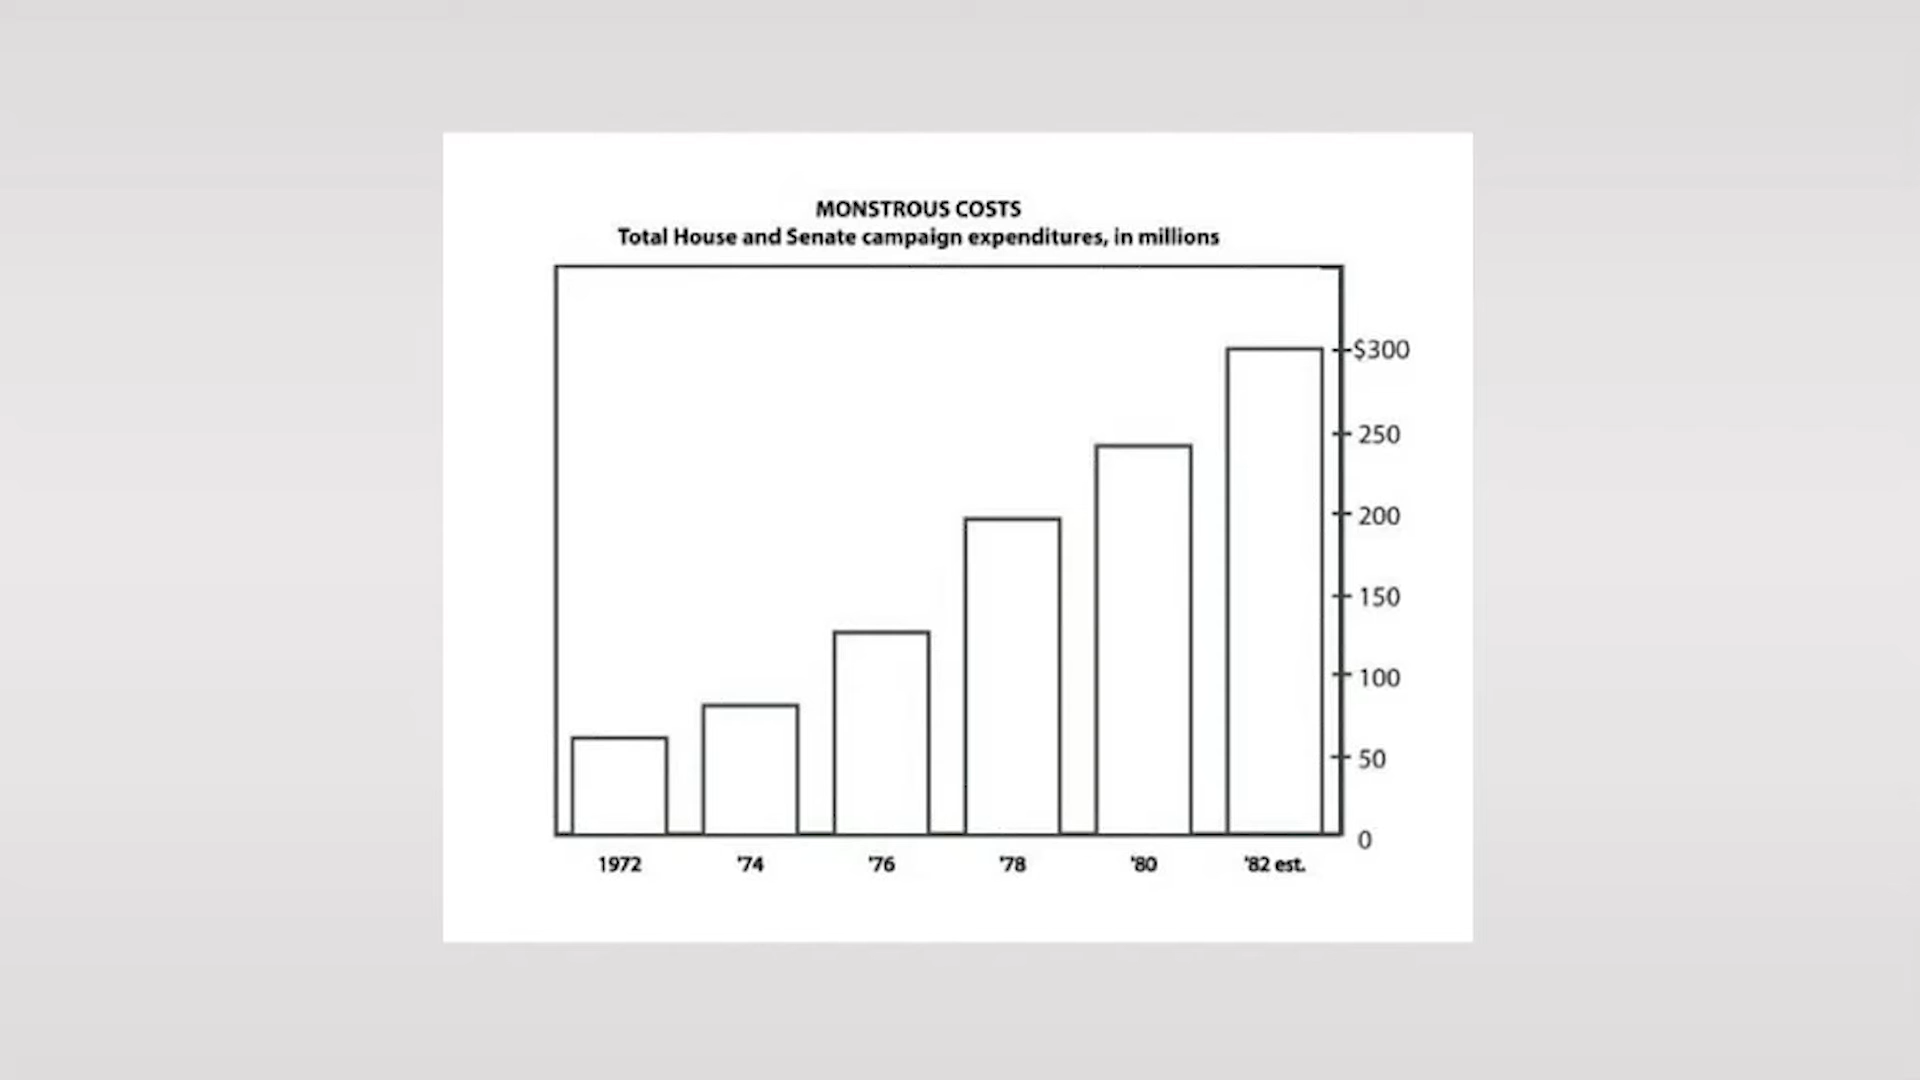 MONSTROUS COSTS
Total House and Senate campaign expenditures, in millions
$300
250
200
150
100
50
0
1972 '74 '76 '78 '80 '82 est.